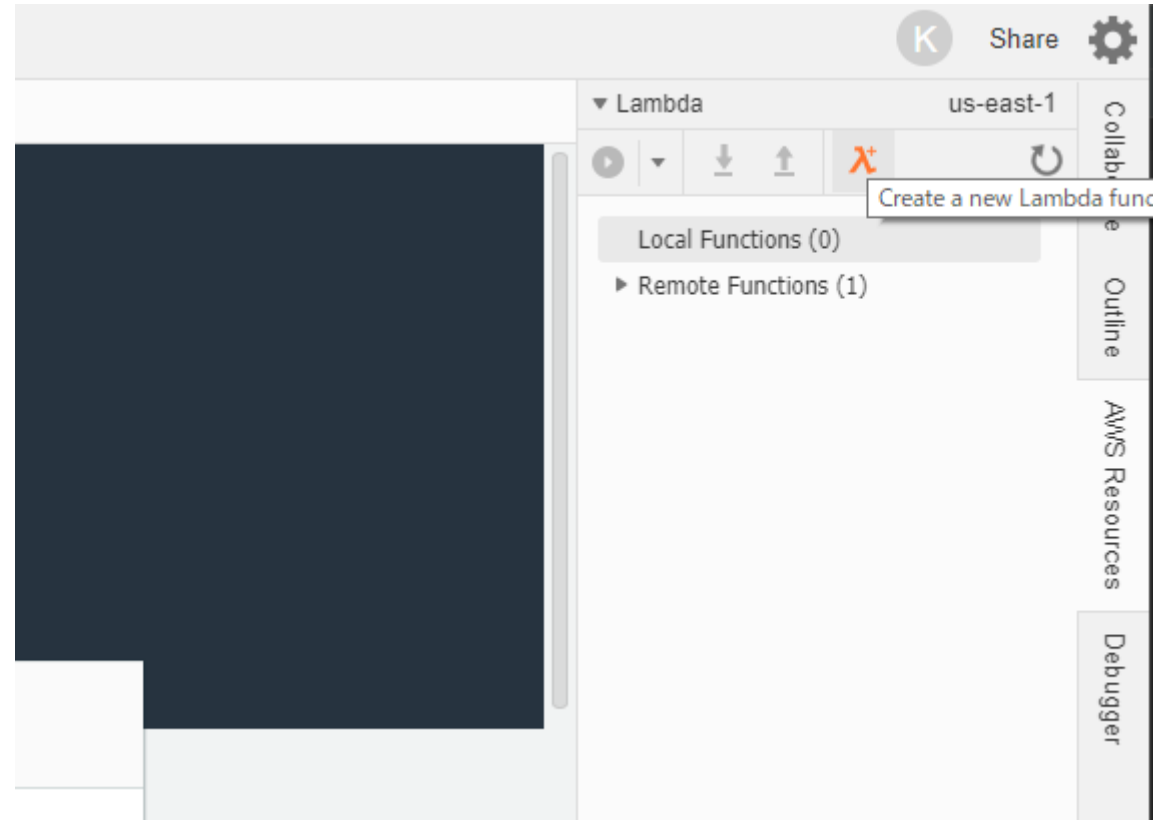 K Share
Lambda us-east-1
Create a new Lambda func
Local Functions (0)
Remote Functions (1)
Outline
AWS Resources
Debugger